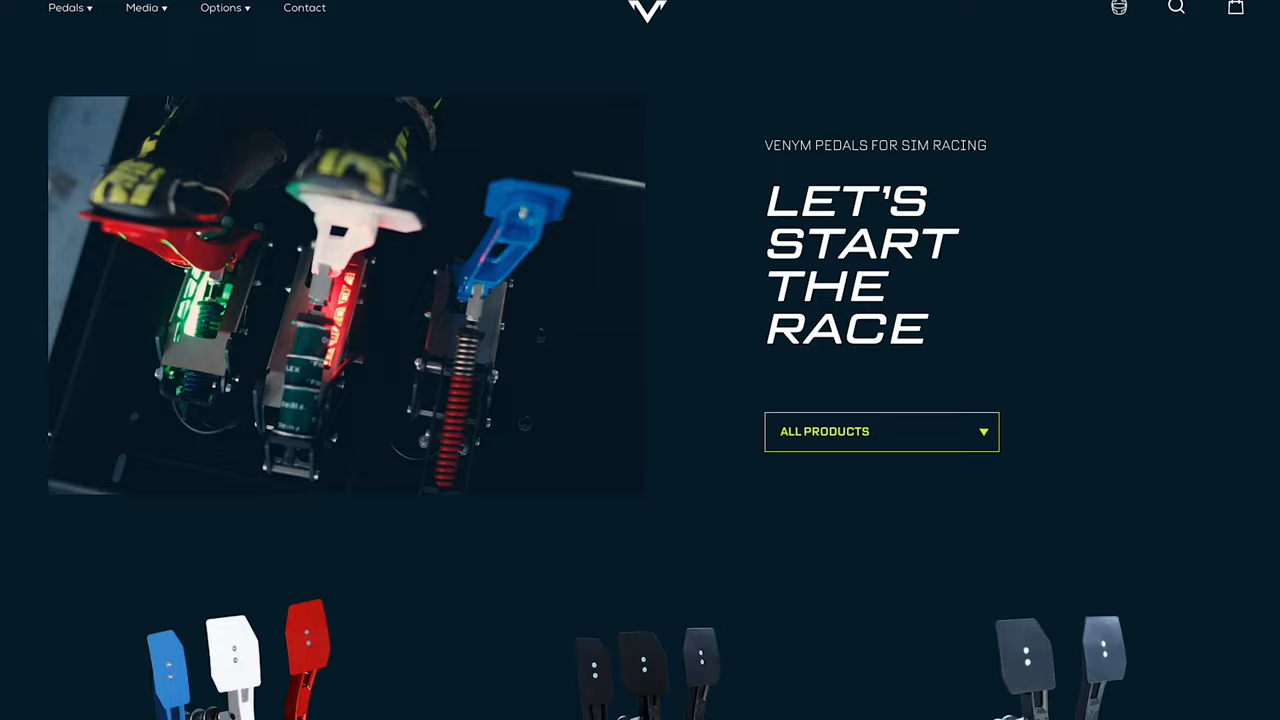 Pedals ▾
Media ▾
Options ▾
Contact
VENYM PEDALS FOR SIM RACING
LET'S
START
THE
RACE
ALL PRODUCTS